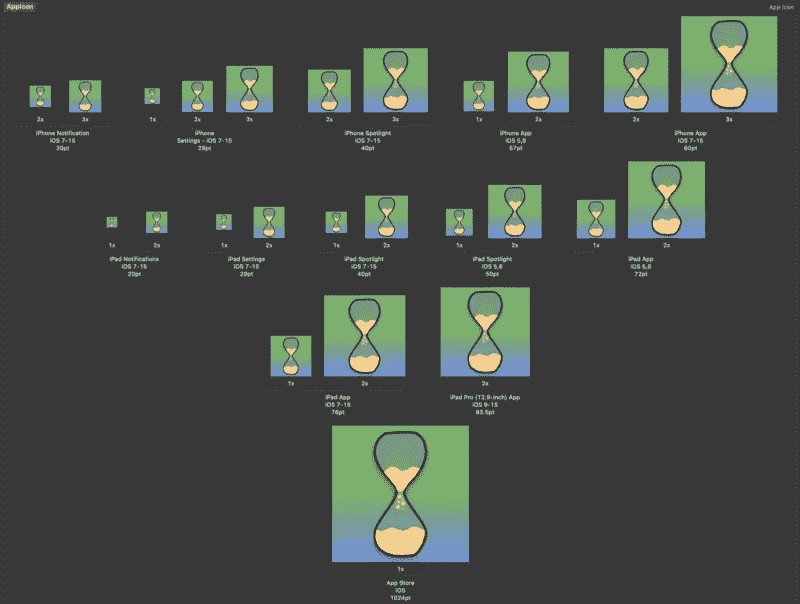 AppIcon
App Icon
2x 3x 1x 2x 3x 2x 3x 1x 2x 2x 3x
iPhone Notification
iOS 7-15
20pt
iPhone
Settings - iOS 7-15
29pt
iPhone Spotlight
iOS 7-15
40pt
iPhone App
iOS 5,6
57pt
iPhone App
iOS 7-15
60pt
1x 2x 1x 2x 1x 2x 1x 2x 1x 2x
iPad Notifications
iOS 7-15
20pt
iPad Settings
iOS 7-15
29pt
iPad Spotlight
iOS 7-15
40pt
iPad Spotlight
iOS 5,6
50pt
iPad App
iOS 5,6
72pt
1x 2x 2x
iPad App
iOS 7-15
76pt
iPad Pro (12.9-inch) App
iOS 9-15
83.5pt
1x
App Store
iOS
1024pt